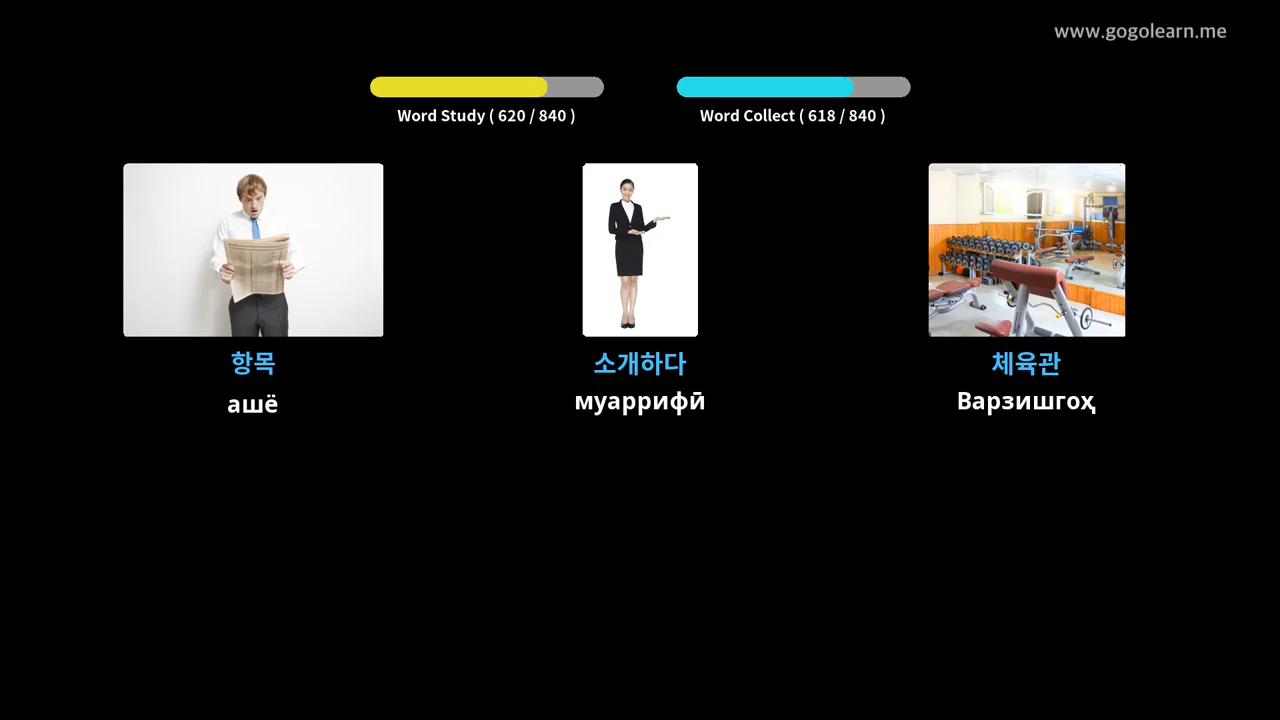 www.gogolearn.me
Word Study ( 620 / 840 )
Word Collect ( 618 / 840 )
항목
ашё
소개하다
муаррифӣ
체육관
Варзишгоҳ